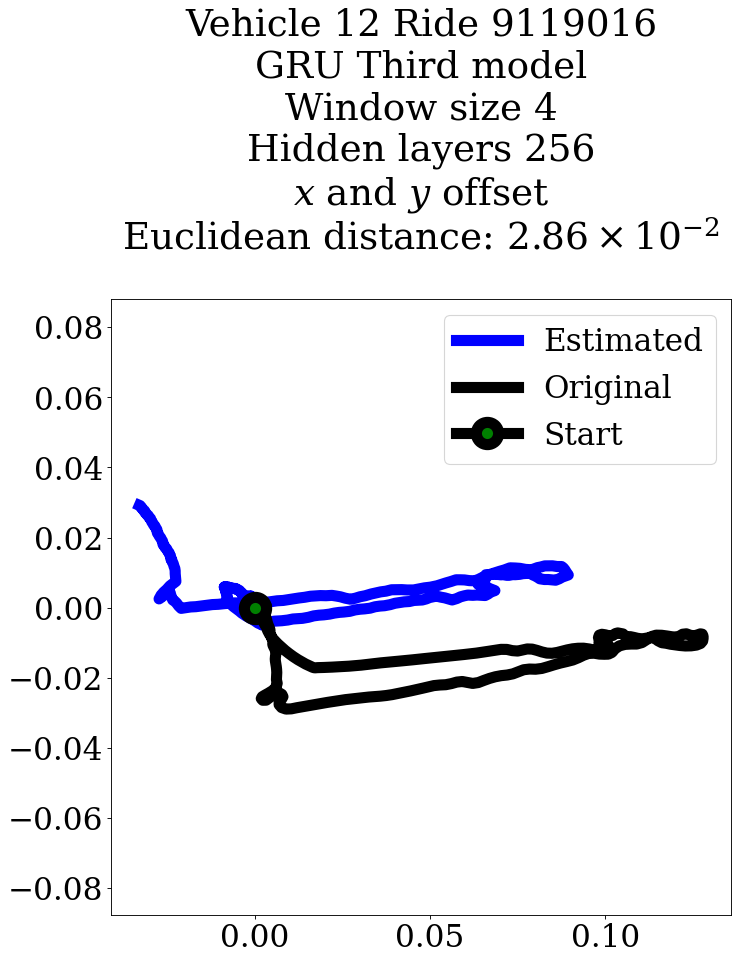 Vehicle 12 Ride 9119016
GRU Third model
Window size 4
Hidden layers 256
x and y offset
Euclidean distance: 2.86 × 10⁻²
Estimated
Original
Start
0.08
0.06
0.04
0.02
0.00
−0.02
−0.04
−0.06
−0.08
0.00 0.05 0.10